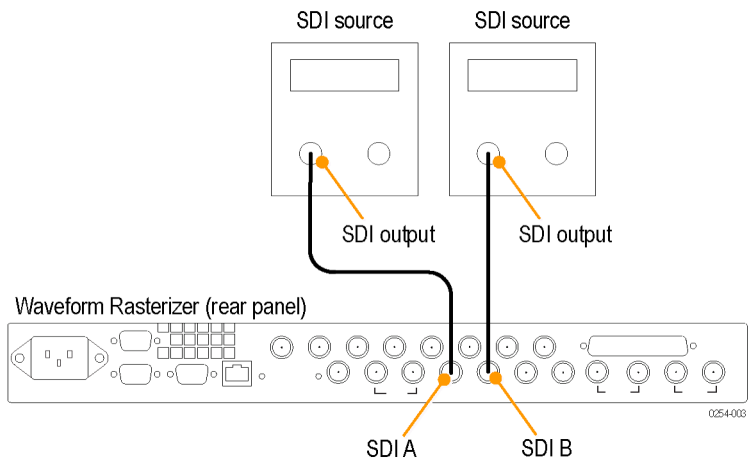 SDI source
SDI source
SDI output
SDI output
Waveform Rasterizer (rear panel)
0254-003
SDI A
SDI B